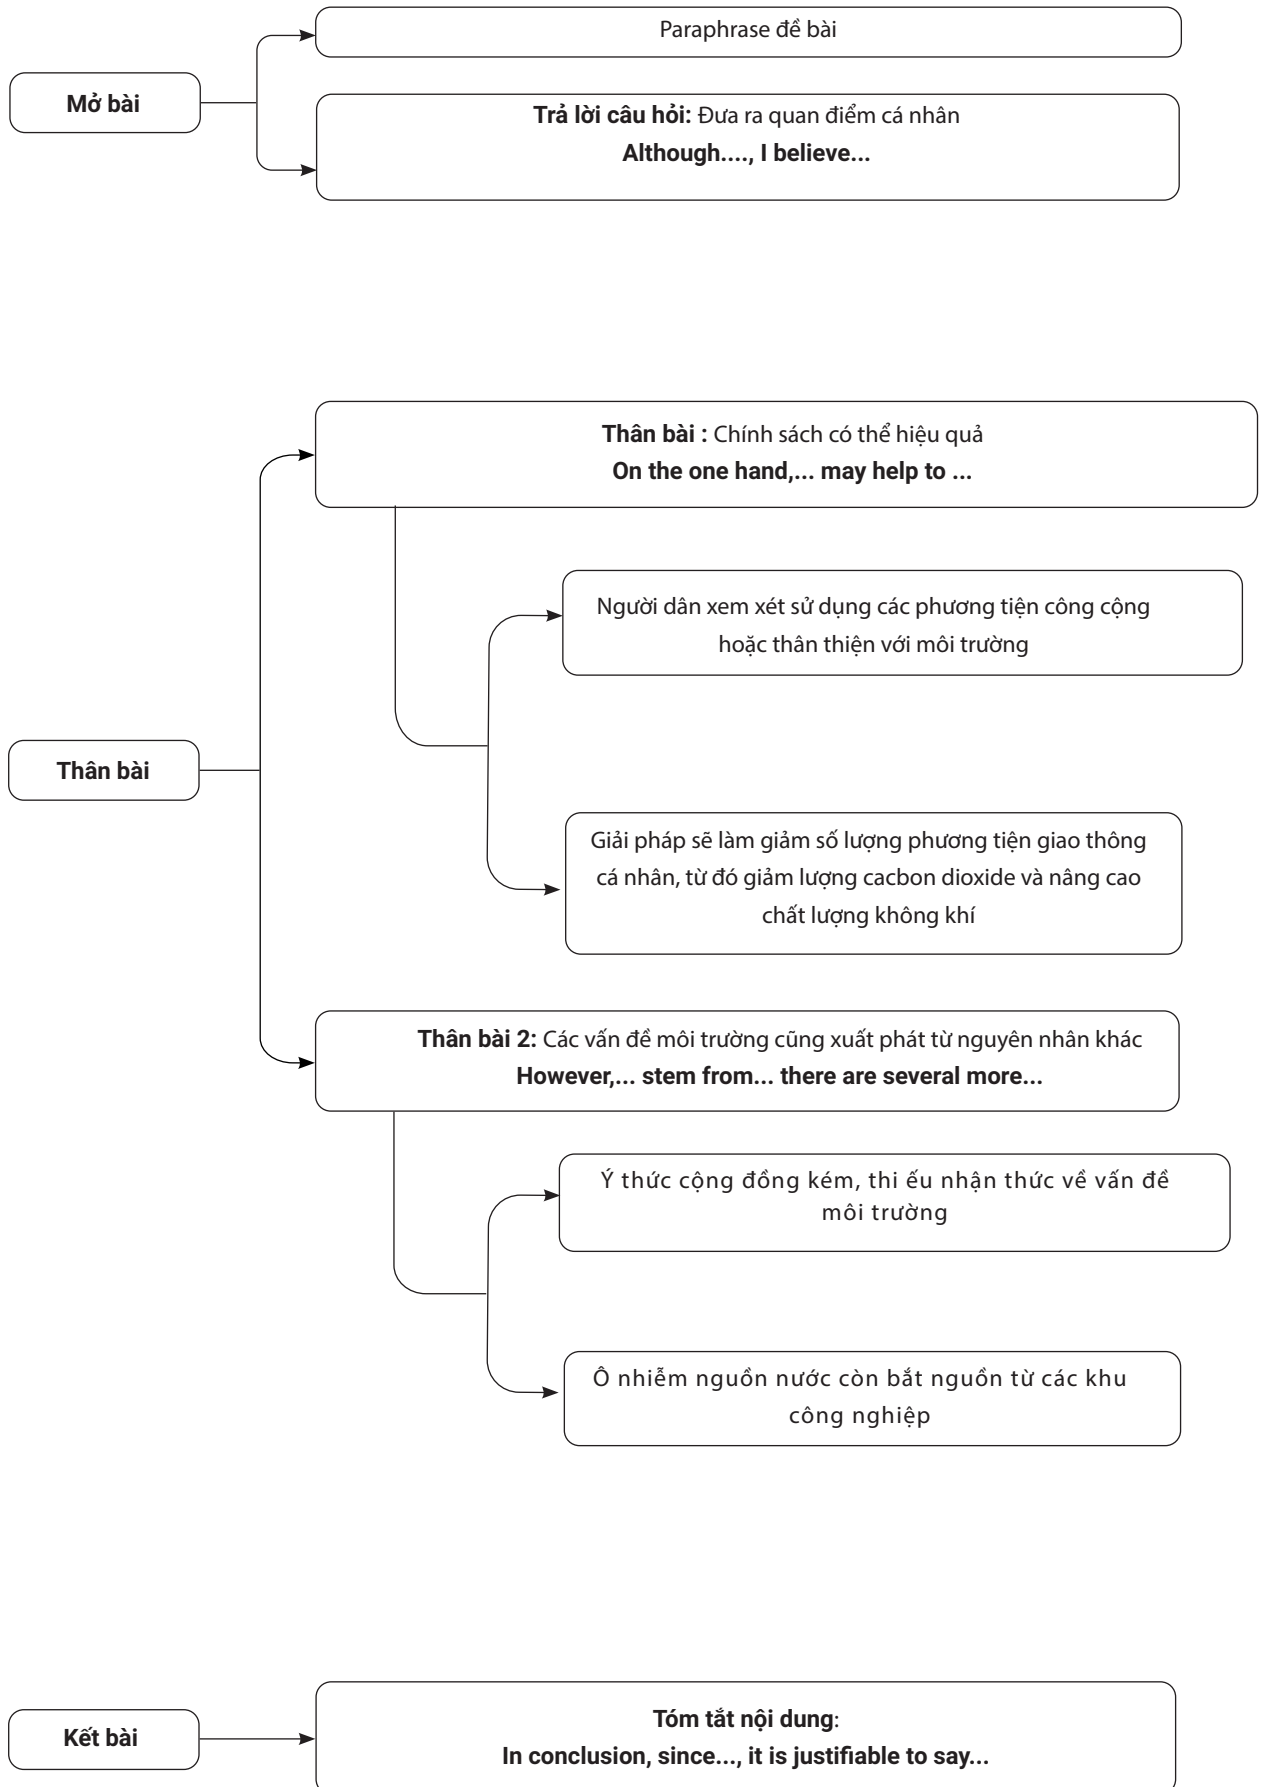 Paraphrase đề bài
Mở bài
Trả lời câu hỏi: Đưa ra quan điểm cá nhân
Although...., I believe...
Thân bài : Chính sách có thể hiệu quả
On the one hand,... may help to ...
Người dân xem xét sử dụng các phương tiện công cộng
hoặc thân thiện với môi trường
Thân bài
Giải pháp sẽ làm giảm số lượng phương tiện giao thông
cá nhân, từ đó giảm lượng cacbon dioxide và nâng cao
chất lượng không khí
Thân bài 2: Các vấn đề môi trường cũng xuất phát từ nguyên nhân khác
However,... stem from... there are several more...
Ý thức cộng đồng kém, thi ếu nhận thức về vấn đề
môi trường
Ô nhiễm nguồn nước còn bắt nguồn từ các khu
công nghiệp
Kết bài
Tóm tắt nội dung:
In conclusion, since..., it is justifiable to say...